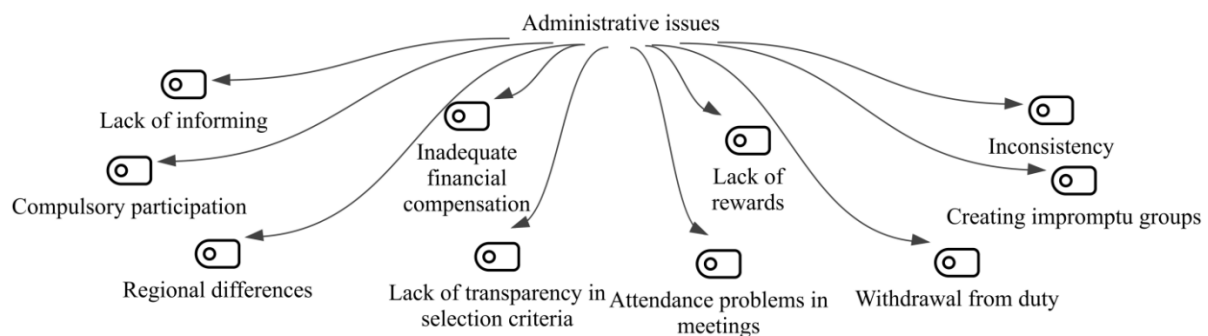 Administrative issues
Lack of informing
Inadequate
financial
compensation
Lack of
rewards
Inconsistency
Compulsory participation
Creating impromptu groups
Regional differences
Lack of transparency in
selection criteria
Attendance problems in
meetings
Withdrawal from duty